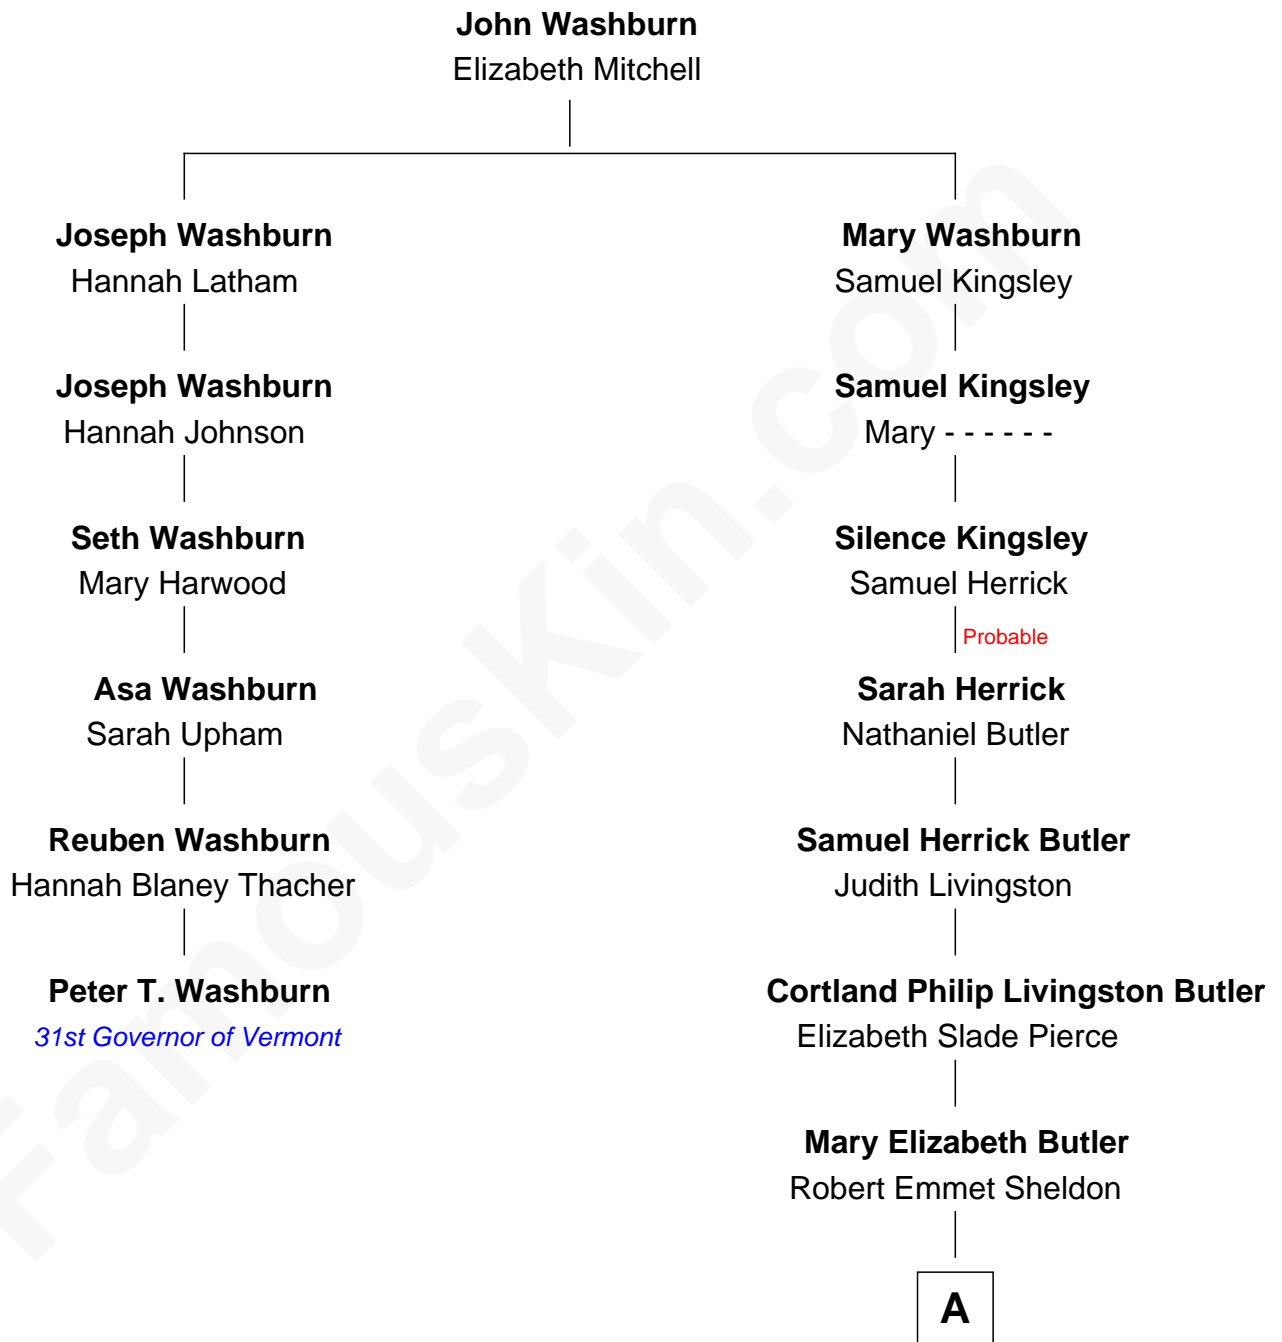 John Washburn
Elizabeth Mitchell
Joseph Washburn
Hannah Latham
Mary Washburn
Samuel Kingsley
Joseph Washburn
Hannah Johnson
Samuel Kingsley
Mary - - - - - -
Seth Washburn
Mary Harwood
Silence Kingsley
Samuel Herrick
Probable
Asa Washburn
Sarah Upham
Sarah Herrick
Nathaniel Butler
Reuben Washburn
Hannah Blaney Thacher
Samuel Herrick Butler
Judith Livingston
Peter T. Washburn
31st Governor of Vermont
Cortland Philip Livingston Butler
Elizabeth Slade Pierce
Mary Elizabeth Butler
Robert Emmet Sheldon
A
FamousKin.com